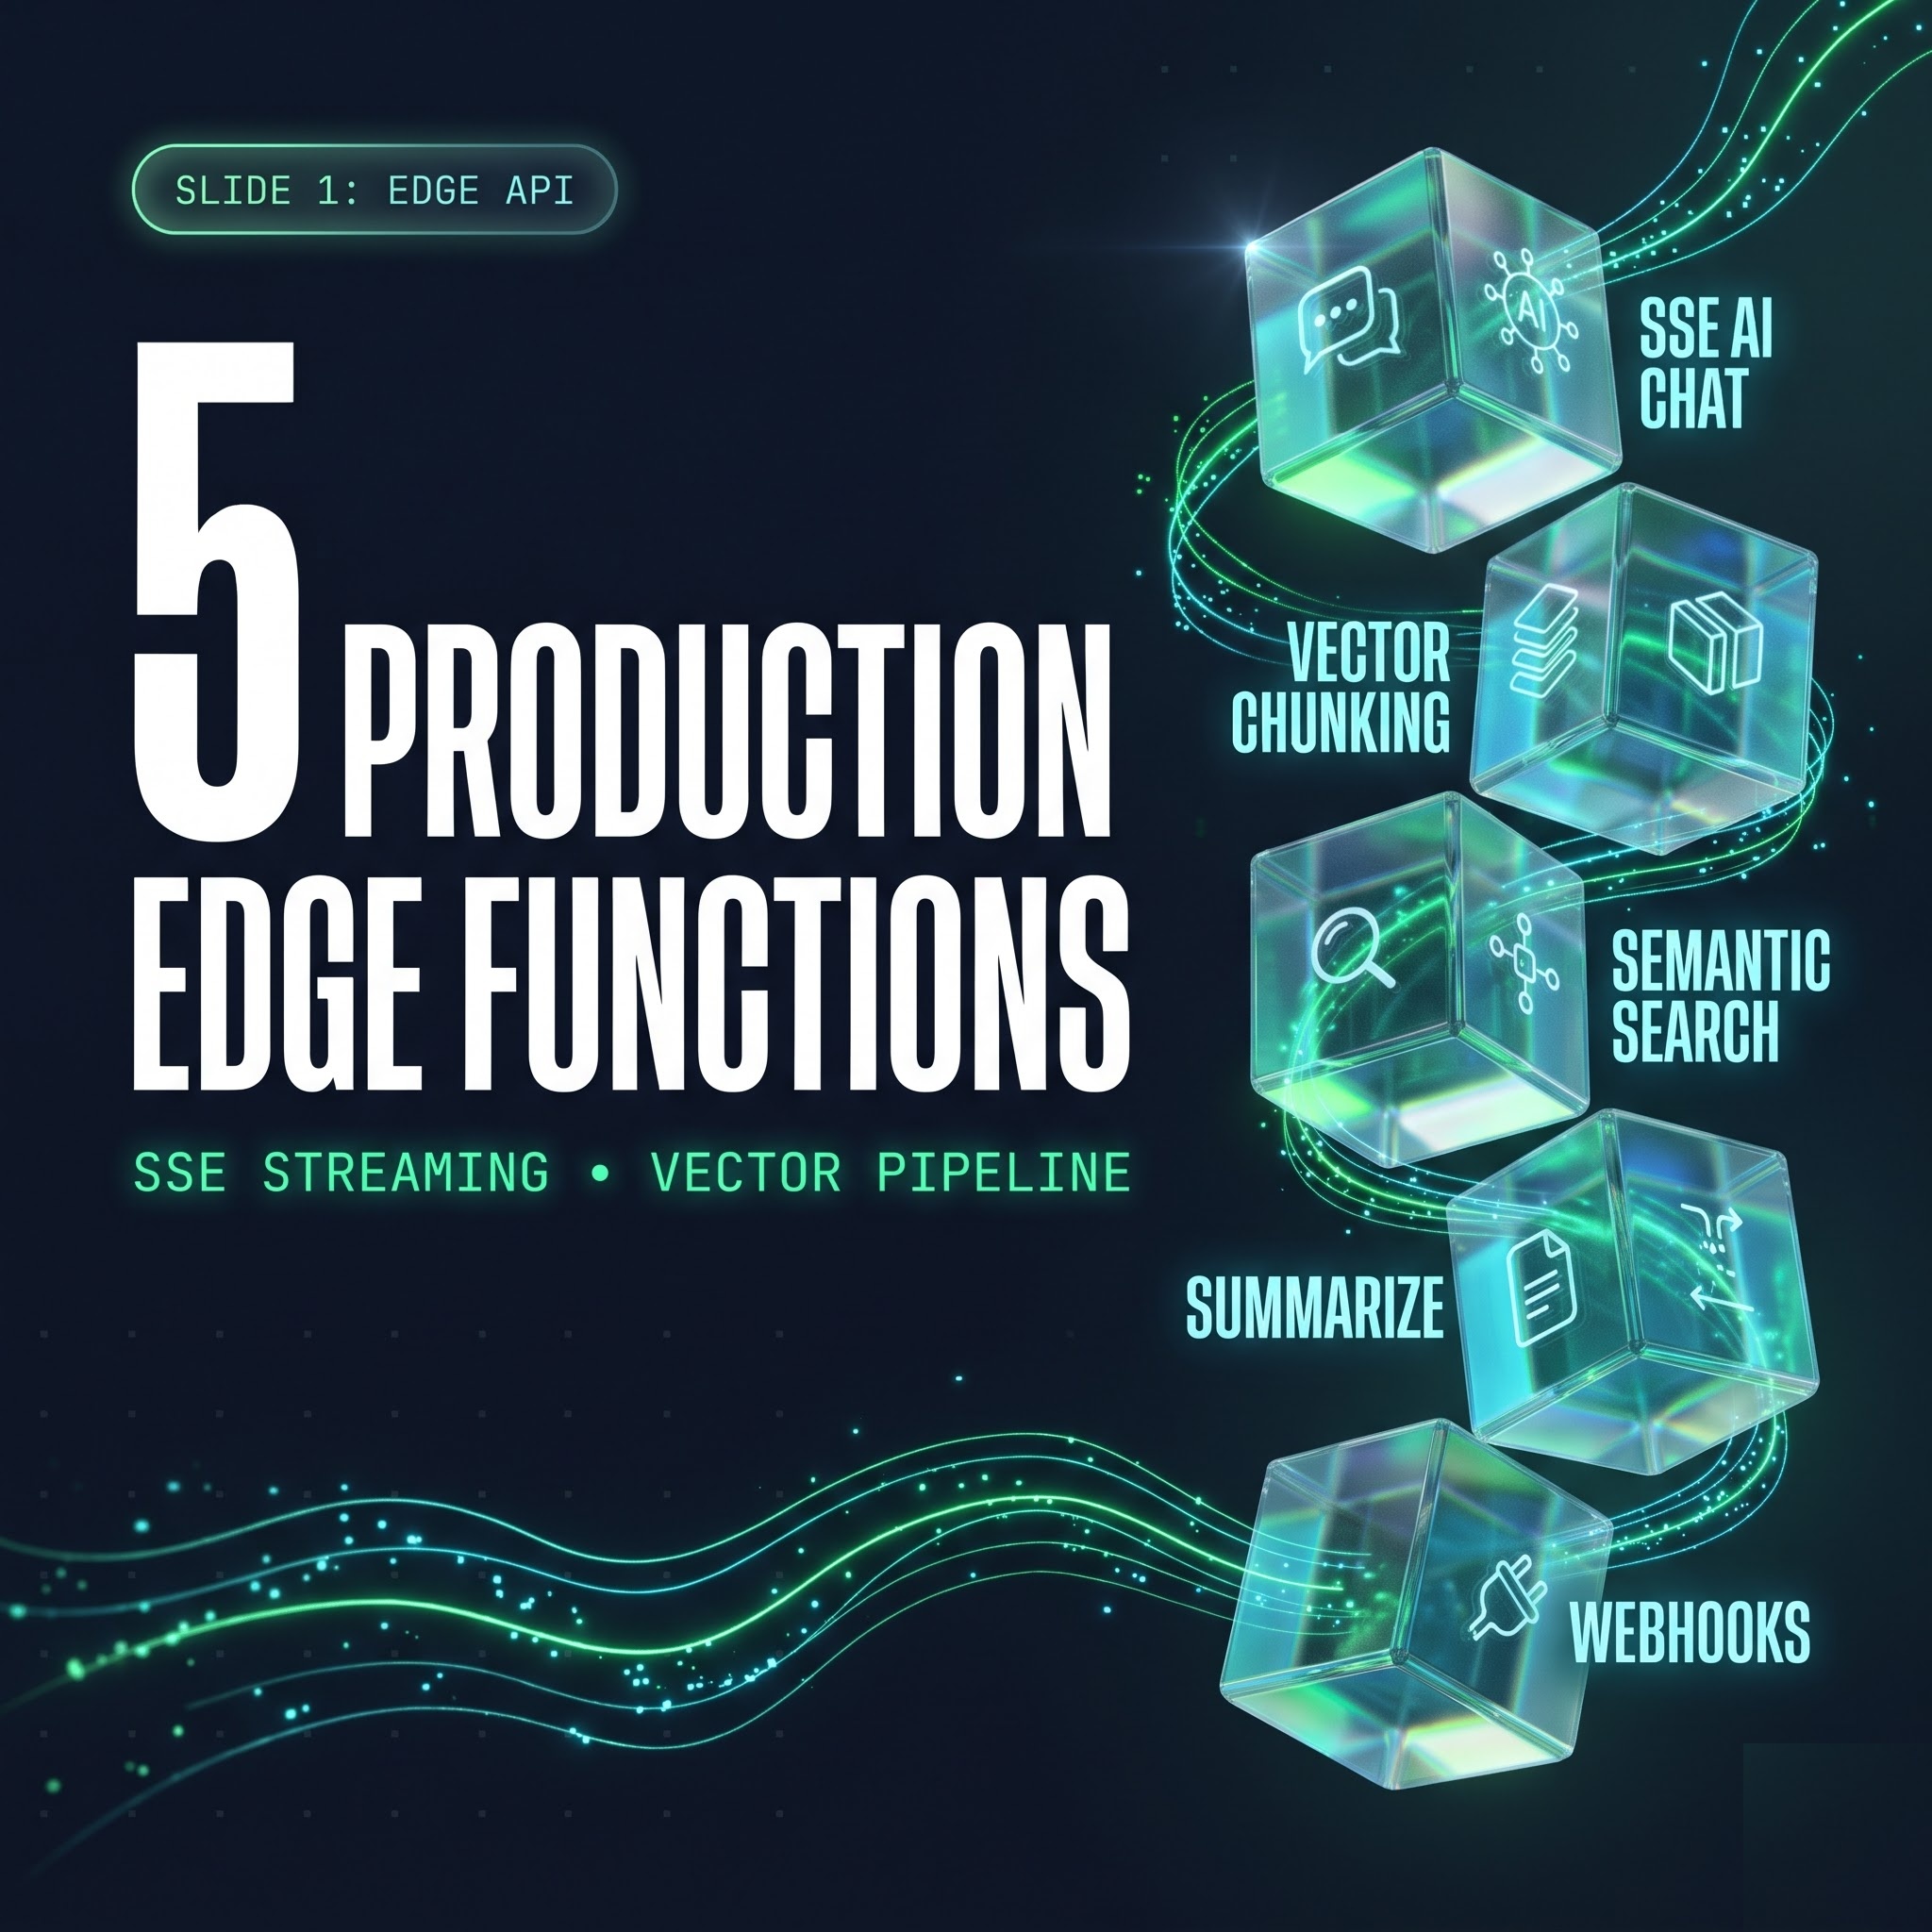 SLIDE 1: EDGE API
5 PRODUCTION
EDGE FUNCTIONS
SSE STREAMING • VECTOR PIPELINE
AI
SSE AI
CHAT
VECTOR
CHUNKING
SEMANTIC
SEARCH
SUMMARIZE
WEBHOOKS